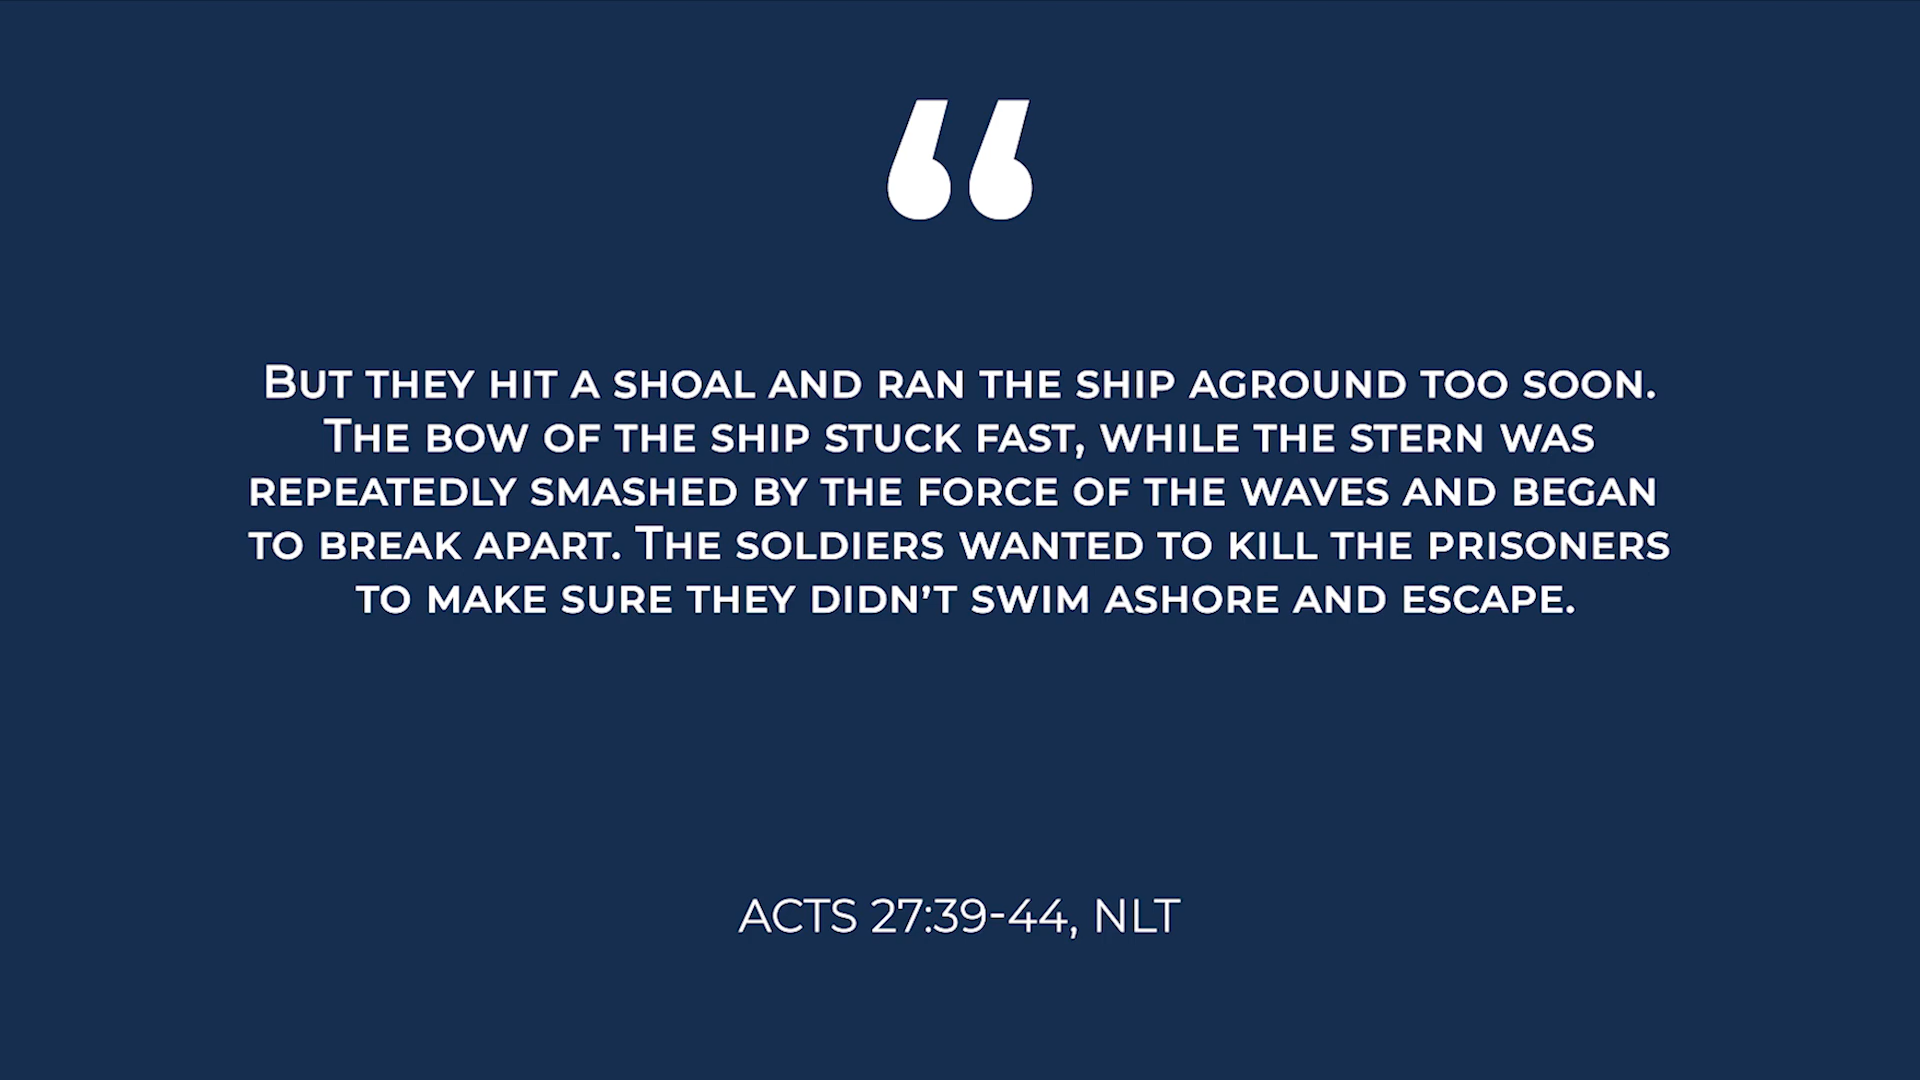 “
But they hit a shoal and ran the ship aground too soon.
The bow of the ship stuck fast, while the stern was
repeatedly smashed by the force of the waves and began
to break apart. The soldiers wanted to kill the prisoners
to make sure they didn’t swim ashore and escape.
ACTS 27:39-44, NLT